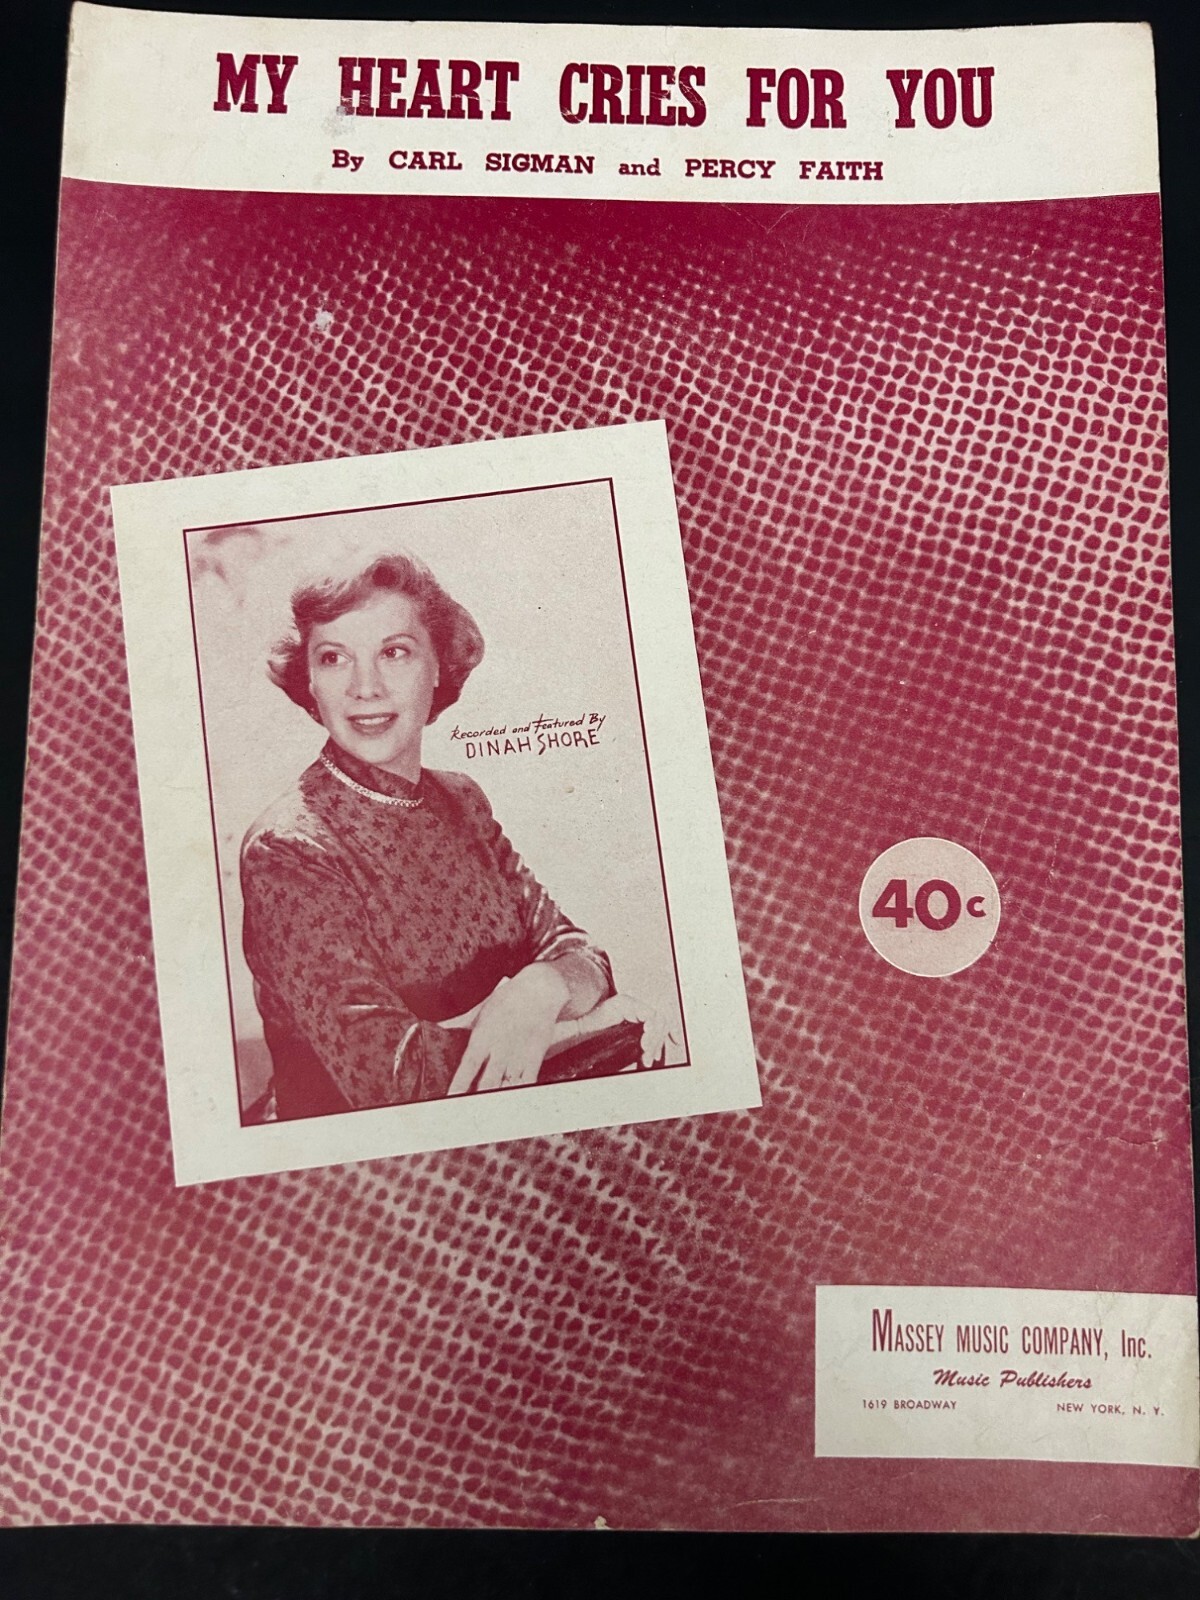 MY HEART CRIES FOR YOU
By CARL SIGMAN and PERCY FAITH
Recorded and Featured By
DINAH SHORE
40c
MASSEY MUSIC COMPANY, Inc.
Music Publishers
1619 BROADWAY NEW YORK, N. Y.